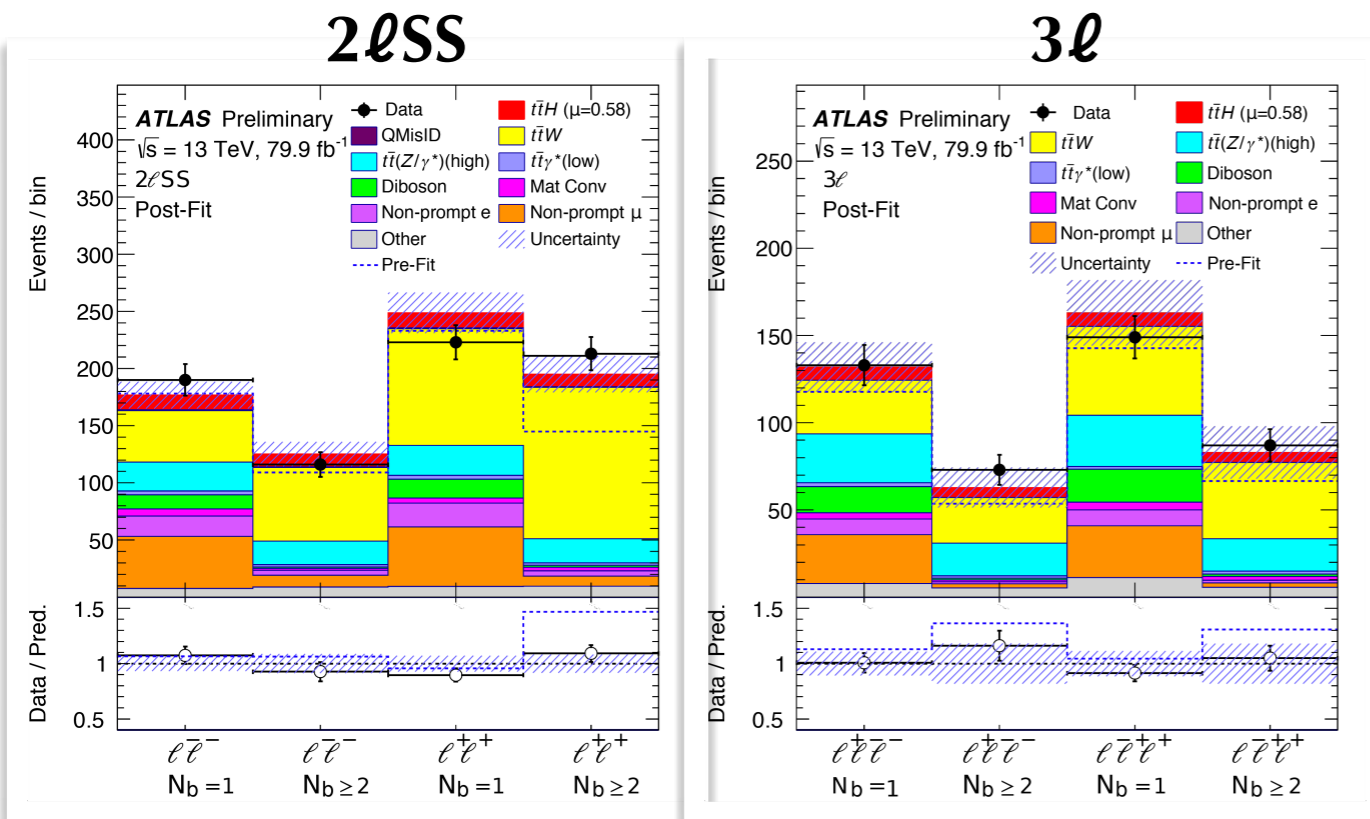 2ℓSS
3ℓ
ATLAS Preliminary
√s = 13 TeV, 79.9 fb⁻¹
2ℓSS
Post-Fit
Data
tt̄H (μ=0.58)
QMisID
tt̄W
tt̄(Z/γ*)(high)
tt̄γ*(low)
Diboson
Mat Conv
Non-prompt e
Non-prompt μ
Other
Uncertainty
Pre-Fit
Events / bin
400
350
300
250
200
150
100
50
Data / Pred.
1.5
1
0.5
ℓ⁻ℓ⁻
ℓ⁻ℓ⁻
ℓ⁺ℓ⁺
ℓ⁺ℓ⁺
N_b =1
N_b ≥2
N_b =1
N_b ≥2
ATLAS Preliminary
√s = 13 TeV, 79.9 fb⁻¹
3ℓ
Post-Fit
Data
tt̄H (μ=0.58)
tt̄W
tt̄(Z/γ*)(high)
tt̄γ*(low)
Diboson
Mat Conv
Non-prompt e
Non-prompt μ
Other
Uncertainty
Pre-Fit
Events / bin
250
200
150
100
50
Data / Pred.
1.5
1
0.5
ℓ⁺ℓ⁻ℓ⁻
ℓ⁺ℓ⁻ℓ⁻
ℓ⁻ℓ⁺ℓ⁺
ℓ⁻ℓ⁺ℓ⁺
N_b =1
N_b ≥2
N_b =1
N_b ≥2